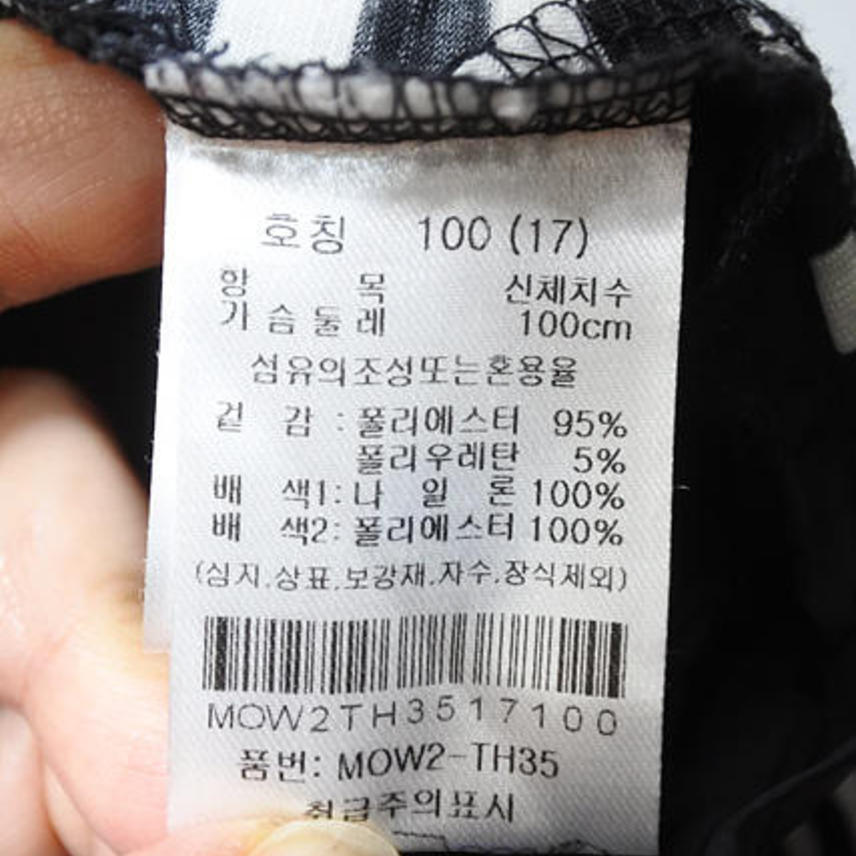 호칭 100 (17)
항 목 신체치수
가슴둘레 100cm
섬유의조성또는혼용율
겉 감 : 폴리에스터 95%
폴리우레탄 5%
배 색1: 나 일 론 100%
배 색2: 폴리에스터 100%
(심지.상표.보강재.자수.장식제외)
MOW2TH3517100
품번: MOW2-TH35
취급주의표시